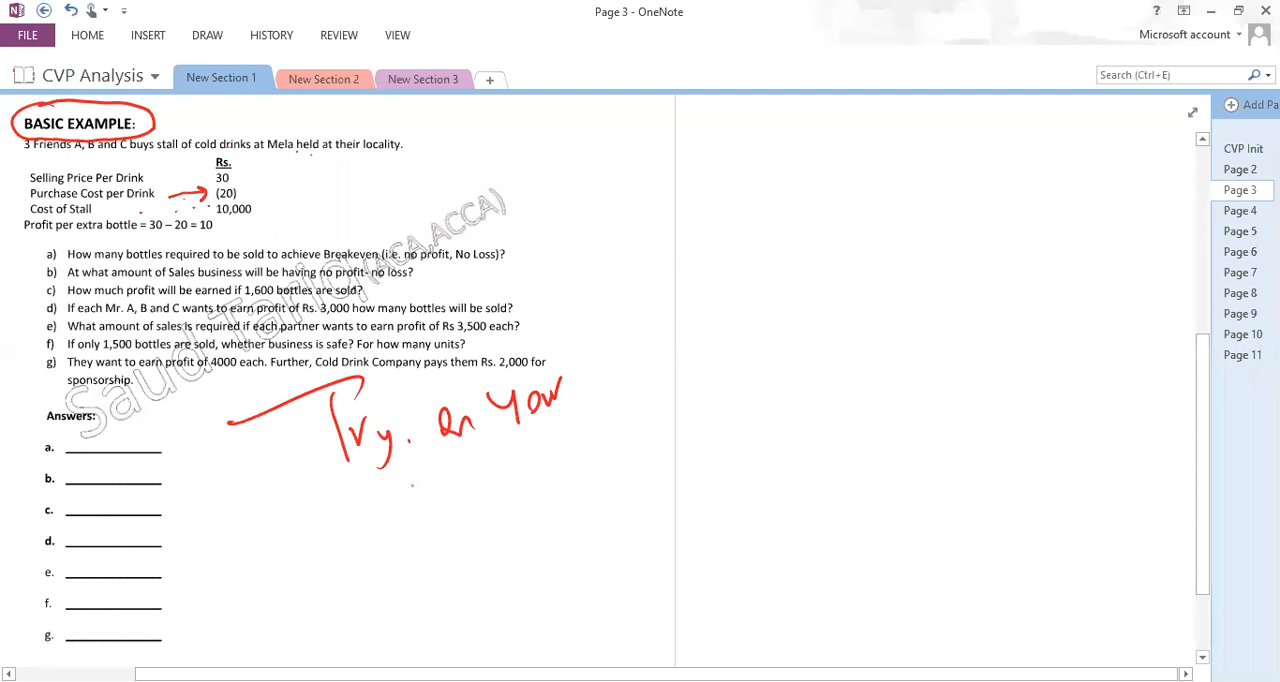 Page 3 - OneNote
?
FILE HOME INSERT DRAW HISTORY REVIEW VIEW
Microsoft account
CVP Analysis New Section 1 New Section 2 New Section 3 +
Search (Ctrl+E)
Add Pa
BASIC EXAMPLE:
3 Friends A, B and C buys stall of cold drinks at Mela held at their locality.
Rs.
Selling Price Per Drink 30
Purchase Cost per Drink (20)
Cost of Stall 10,000
Profit per extra bottle = 30 – 20 = 10
a) How many bottles required to be sold to achieve Breakeven (i.e. no profit, No Loss)?
b) At what amount of Sales business will be having no profit- no loss?
c) How much profit will be earned if 1,600 bottles are sold?
d) If each Mr. A, B and C wants to earn profit of Rs. 3,000 how many bottles will be sold?
e) What amount of sales is required if each partner wants to earn profit of Rs 3,500 each?
f) If only 1,500 bottles are sold, whether business is safe? For how many units?
g) They want to earn profit of 4000 each. Further, Cold Drink Company pays them Rs. 2,000 for
sponsorship.
Saud Tariq (ACA,ACCA)
Try. On Your
Answers:
a.
b.
c.
d.
e.
f.
g.
CVP Init
Page 2
Page 3
Page 4
Page 5
Page 6
Page 7
Page 8
Page 9
Page 10
Page 11